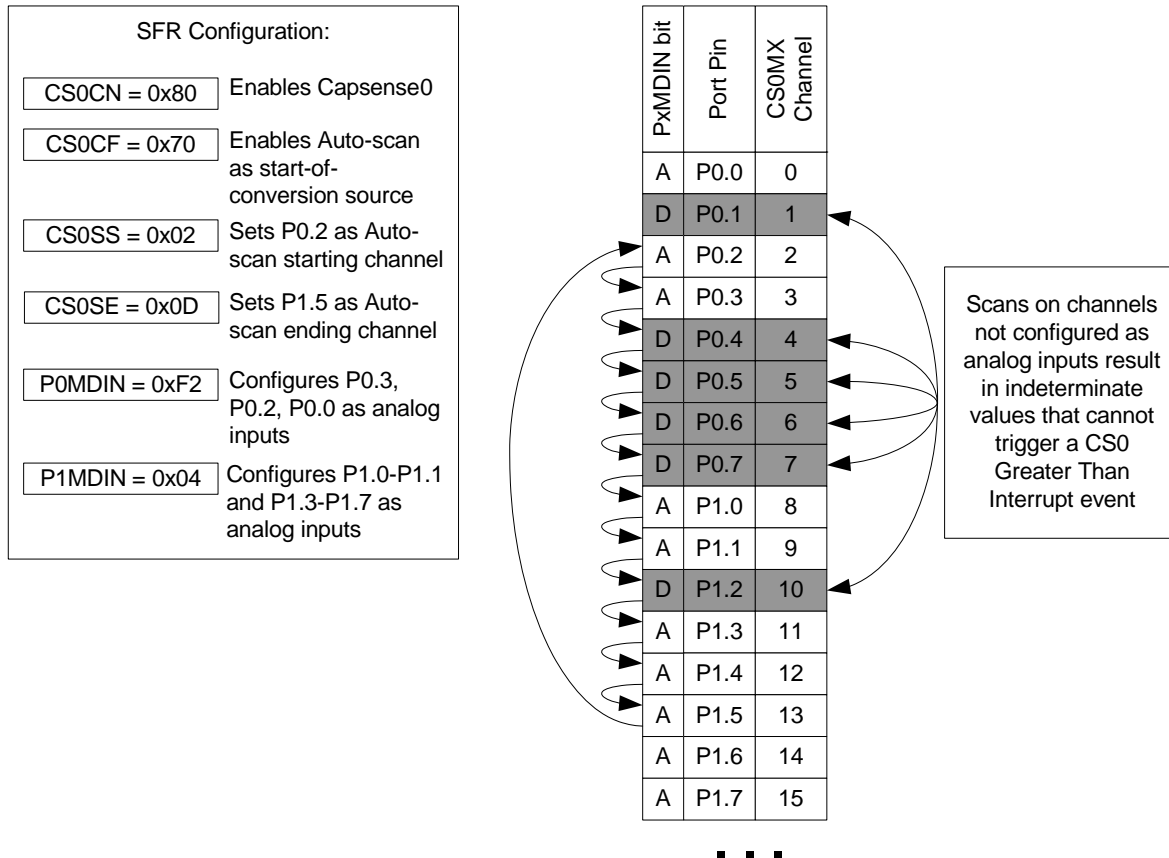 SFR Configuration:
CS0CN = 0x80
Enables Capsense0
CS0CF = 0x70
Enables Auto-scan
as start-of-
conversion source
CS0SS = 0x02
Sets P0.2 as Auto-
scan starting channel
CS0SE = 0x0D
Sets P1.5 as Auto-
scan ending channel
P0MDIN = 0xF2
Configures P0.3,
P0.2, P0.0 as analog
inputs
P1MDIN = 0x04
Configures P1.0-P1.1
and P1.3-P1.7 as
analog inputs
PxMDIN bit
Port Pin
CS0MX
Channel
A P0.0 0
D P0.1 1
A P0.2 2
A P0.3 3
D P0.4 4
D P0.5 5
D P0.6 6
D P0.7 7
A P1.0 8
A P1.1 9
D P1.2 10
A P1.3 11
A P1.4 12
A P1.5 13
A P1.6 14
A P1.7 15
...
Scans on channels
not configured as
analog inputs result
in indeterminate
values that cannot
trigger a CS0
Greater Than
Interrupt event